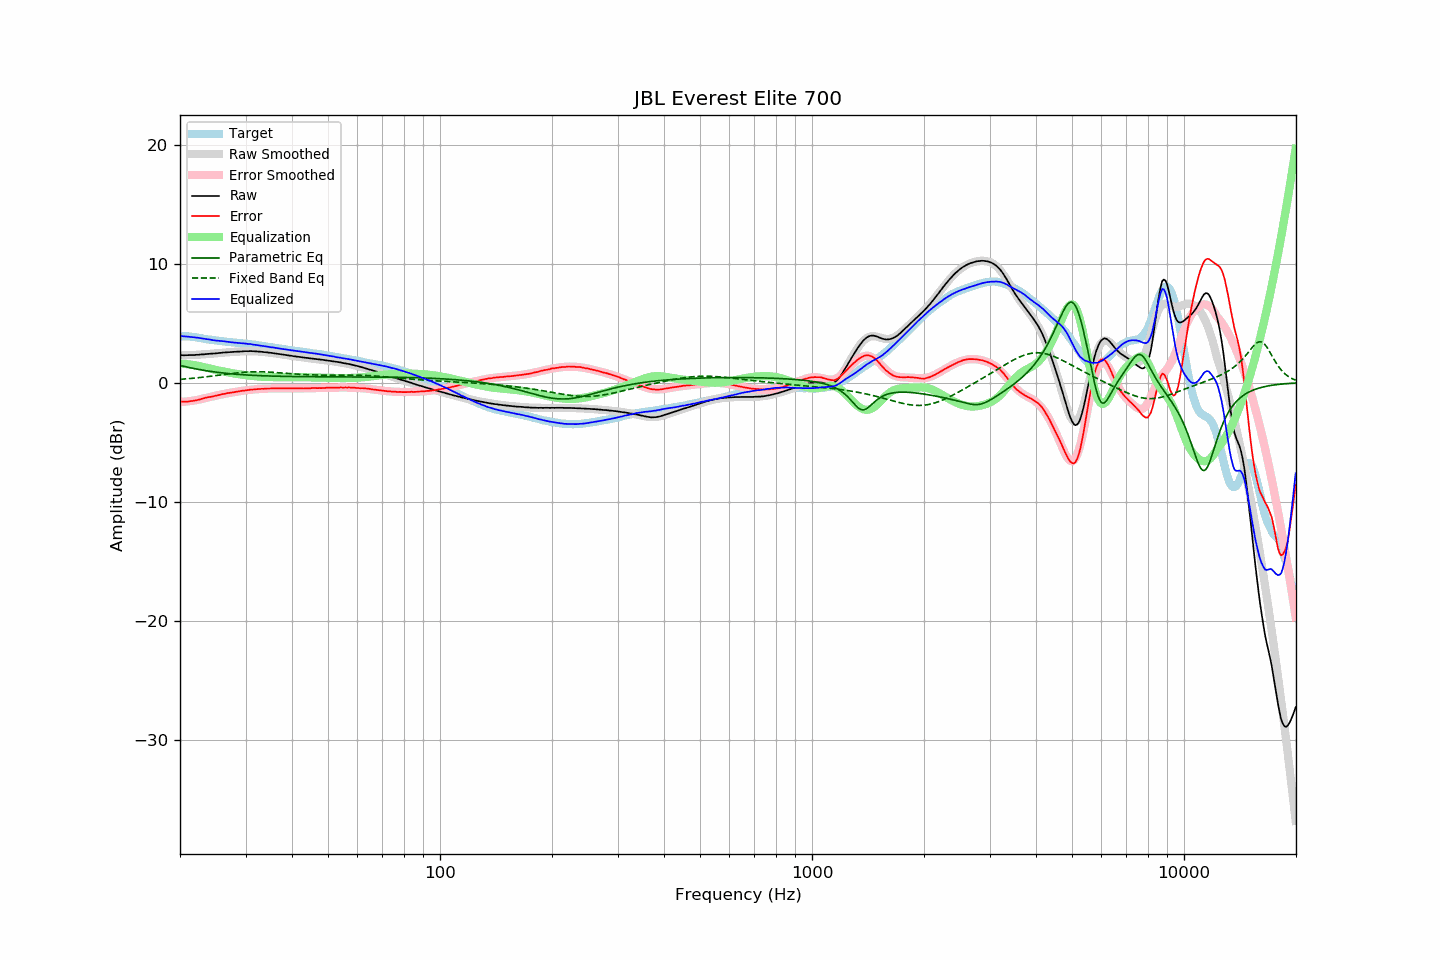 JBL Everest Elite 700
Target
Raw Smoothed
Error Smoothed
Raw
Error
Equalization
Parametric Eq
Fixed Band Eq
Equalized
20
10
0
−10
−20
−30
Amplitude (dBr)
100
1000
10000
Frequency (Hz)